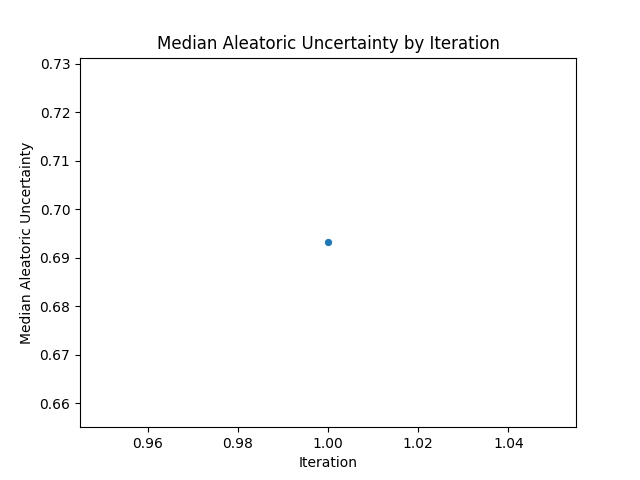 Median Aleatoric Uncertainty by Iteration
0.73
0.72
0.71
0.70
0.69
0.68
0.67
0.66
Median Aleatoric Uncertainty
0.96 0.98 1.00 1.02 1.04
Iteration